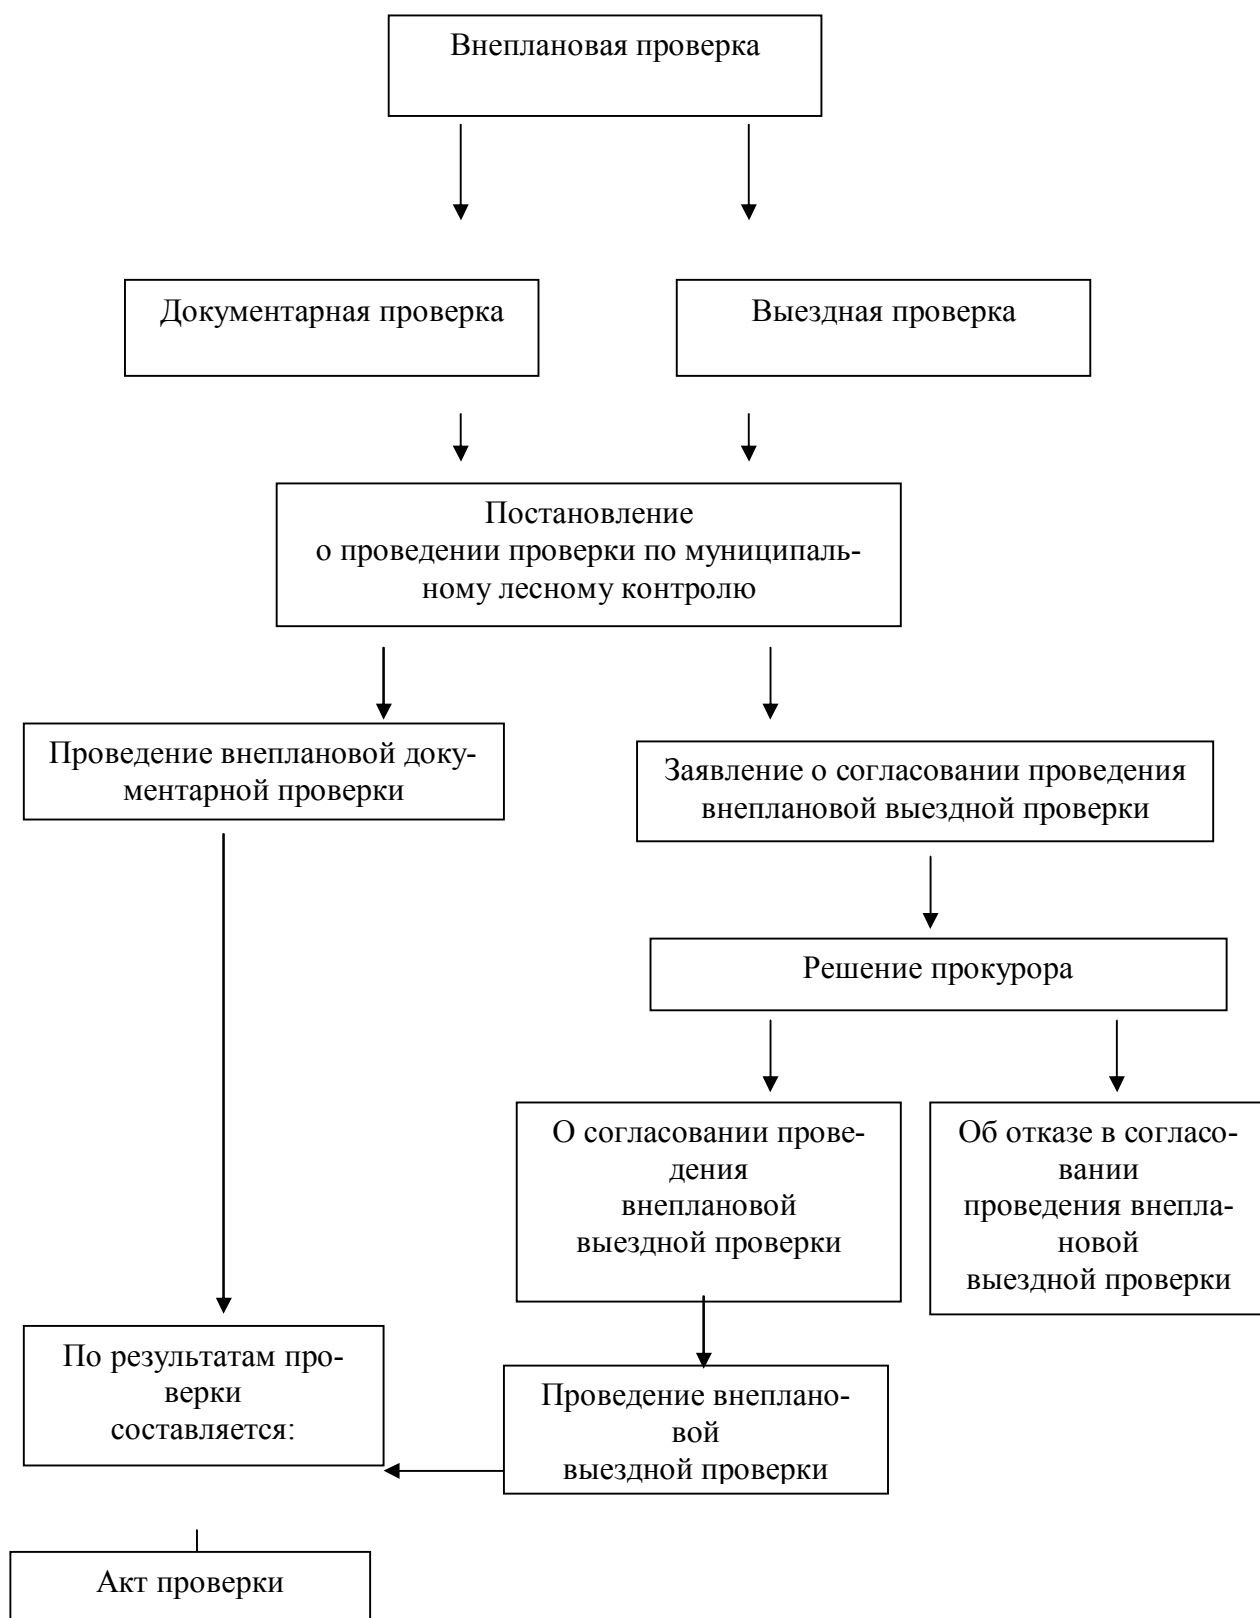 Внеплановая проверка
Документарная проверка
Выездная проверка
Постановление
о проведении проверки по муниципаль-
ному лесному контролю
Проведение внеплановой доку-
ментарной проверки
Заявление о согласовании проведения
внеплановой выездной проверки
Решение прокурора
О согласовании прове-
дения
внеплановой
выездной проверки
Об отказе в согласо-
вании
проведения внепла-
новой
выездной проверки
По результатам про-
верки
составляется:
Проведение внеплано-
вой
выездной проверки
Акт проверки